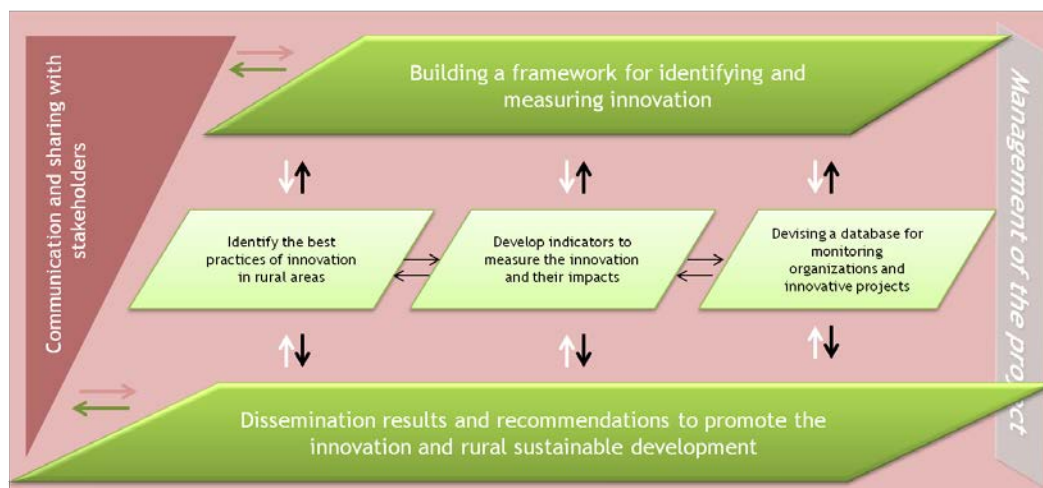 Communication and sharing with
stakeholders
Building a framework for identifying and
measuring innovation
Identify the best
practices of innovation
in rural areas
Develop indicators to
measure the innovation
and their impacts
Devising a database for
monitoring
organizations and
innovative projects
Dissemination results and recommendations to promote the
innovation and rural sustainable development
Management of the project